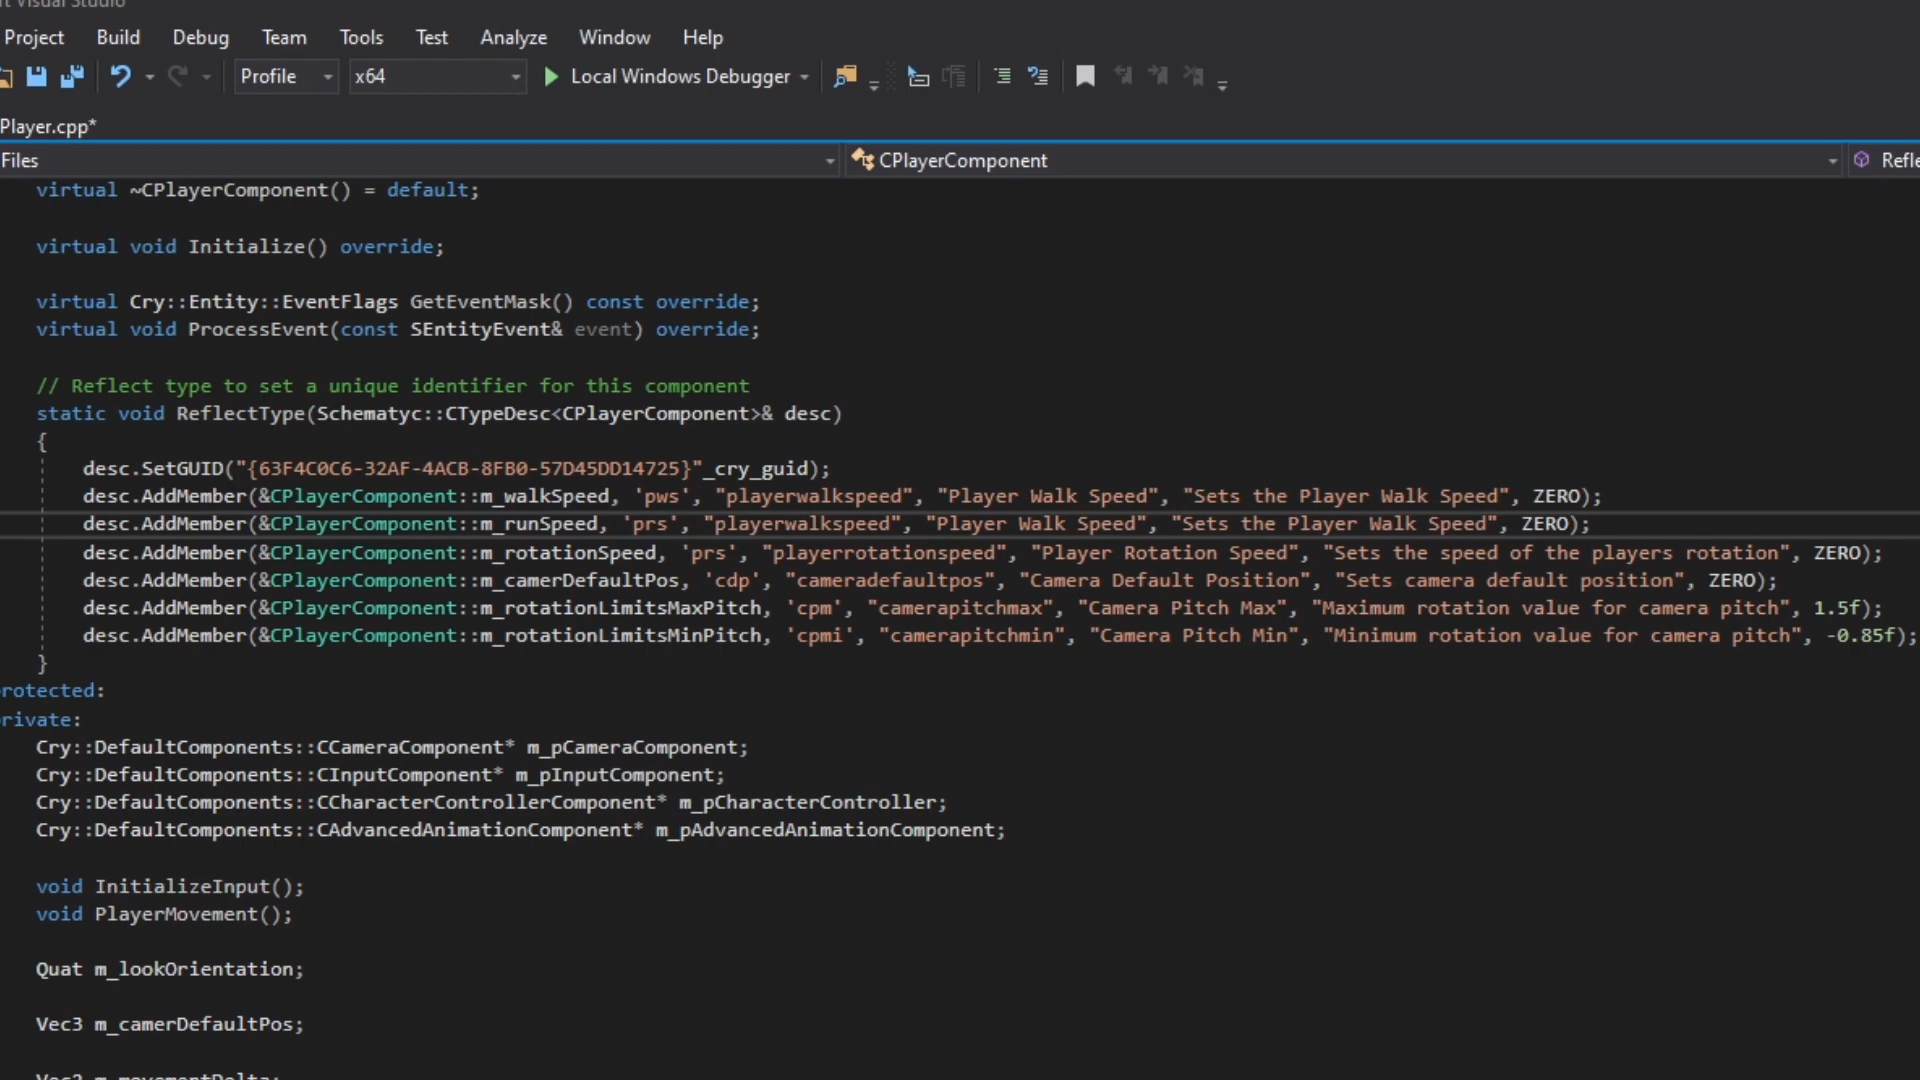 Visual Studio
Project Build Debug Team Tools Test Analyze Window Help
Profile x64 Local Windows Debugger
Player.cpp*
Files CPlayerComponent
virtual ~CPlayerComponent() = default;
virtual void Initialize() override;
virtual Cry::Entity::EventFlags GetEventMask() const override;
virtual void ProcessEvent(const SEntityEvent& event) override;
// Reflect type to set a unique identifier for this component
static void ReflectType(Schematyc::CTypeDesc<CPlayerComponent>& desc)
{
desc.SetGUID("{63F4C0C6-32AF-4ACB-8FB0-57D45DD14725}"_cry_guid);
desc.AddMember(&CPlayerComponent::m_walkSpeed, 'pws', "playerwalkspeed", "Player Walk Speed", "Sets the Player Walk Speed", ZERO);
desc.AddMember(&CPlayerComponent::m_runSpeed, 'prs', "playerwalkspeed", "Player Walk Speed", "Sets the Player Walk Speed", ZERO);
desc.AddMember(&CPlayerComponent::m_rotationSpeed, 'prs', "playerrotationspeed", "Player Rotation Speed", "Sets the speed of the players rotation", ZERO);
desc.AddMember(&CPlayerComponent::m_camerDefaultPos, 'cdp', "cameradefaultpos", "Camera Default Position", "Sets camera default position", ZERO);
desc.AddMember(&CPlayerComponent::m_rotationLimitsMaxPitch, 'cpm', "camerapitchmax", "Camera Pitch Max", "Maximum rotation value for camera pitch", 1.5f);
desc.AddMember(&CPlayerComponent::m_rotationLimitsMinPitch, 'cpmi', "camerapitchmin", "Camera Pitch Min", "Minimum rotation value for camera pitch", -0.85f);
}
rotected:
rivate:
Cry::DefaultComponents::CCameraComponent* m_pCameraComponent;
Cry::DefaultComponents::CInputComponent* m_pInputComponent;
Cry::DefaultComponents::CCharacterControllerComponent* m_pCharacterController;
Cry::DefaultComponents::CAdvancedAnimationComponent* m_pAdvancedAnimationComponent;
void InitializeInput();
void PlayerMovement();
Quat m_lookOrientation;
Vec3 m_camerDefaultPos;